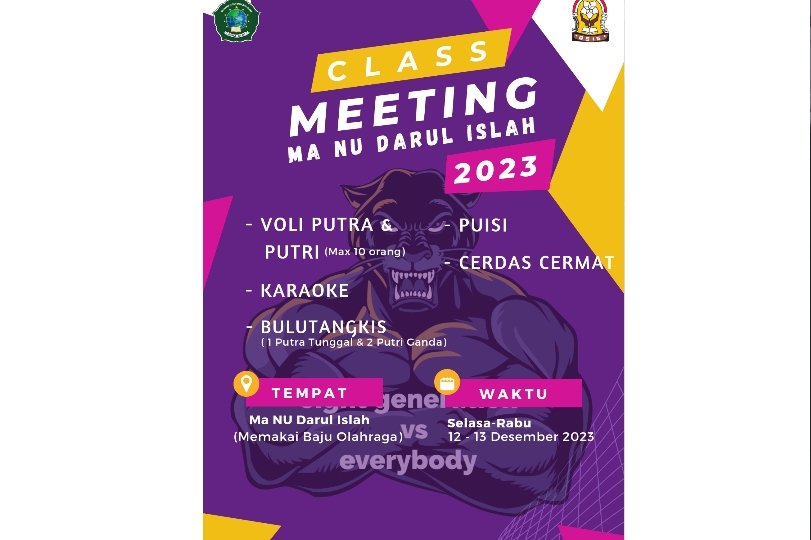 OSIS
CLASS
MEETING
MA NU DARUL ISLAH
2023
- VOLI PUTRA &
PUTRI (Max 10 orang)
- KARAOKE
- BULUTANGKIS
( 1 Putra Tunggal & 2 Putri Ganda)
- PUISI
- CERDAS CERMAT
TEMPAT
Ma NU Darul Islah
(Memakai Baju Olahraga)
WAKTU
Selasa-Rabu
12 - 13 Desember 2023
vs
everybody